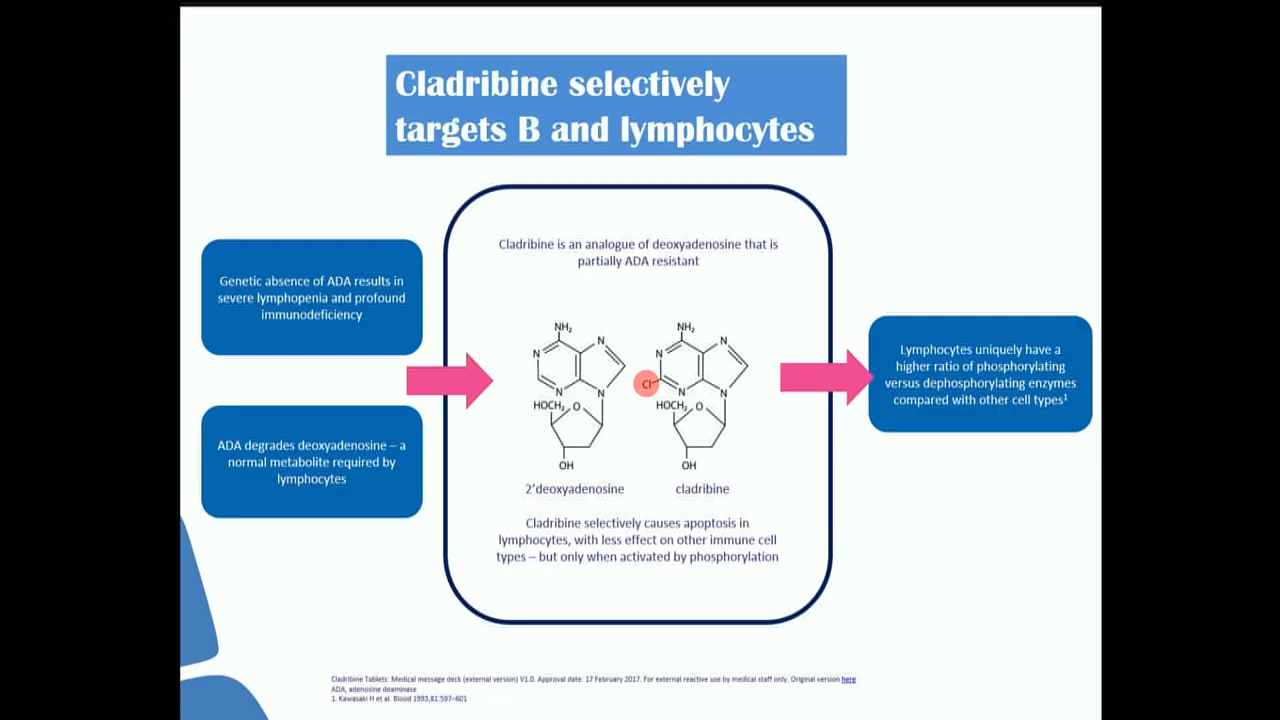 Cladribine selectively
targets B and lymphocytes
Genetic absence of ADA results in
severe lymphopenia and profound
immunodeficiency
ADA degrades deoxyadenosine – a
normal metabolite required by
lymphocytes
Cladribine is an analogue of deoxyadenosine that is
partially ADA resistant
NH₂
N
N
N
N
HOCH₂
O
OH
2'deoxyadenosine
NH₂
N
N
Cl
N
N
HOCH₂
O
OH
cladribine
Cladribine selectively causes apoptosis in
lymphocytes, with less effect on other immune cell
types – but only when activated by phosphorylation
Lymphocytes uniquely have a
higher ratio of phosphorylating
versus dephosphorylating enzymes
compared with other cell types¹
Cladribine Tablets: Medical message deck (external version) V1.0. Approval date: 17 February 2017. For external reactive use by medical staff only. Original version here
ADA, adenosine deaminase
1. Kawasaki H et al. Blood 1993;81:597–601